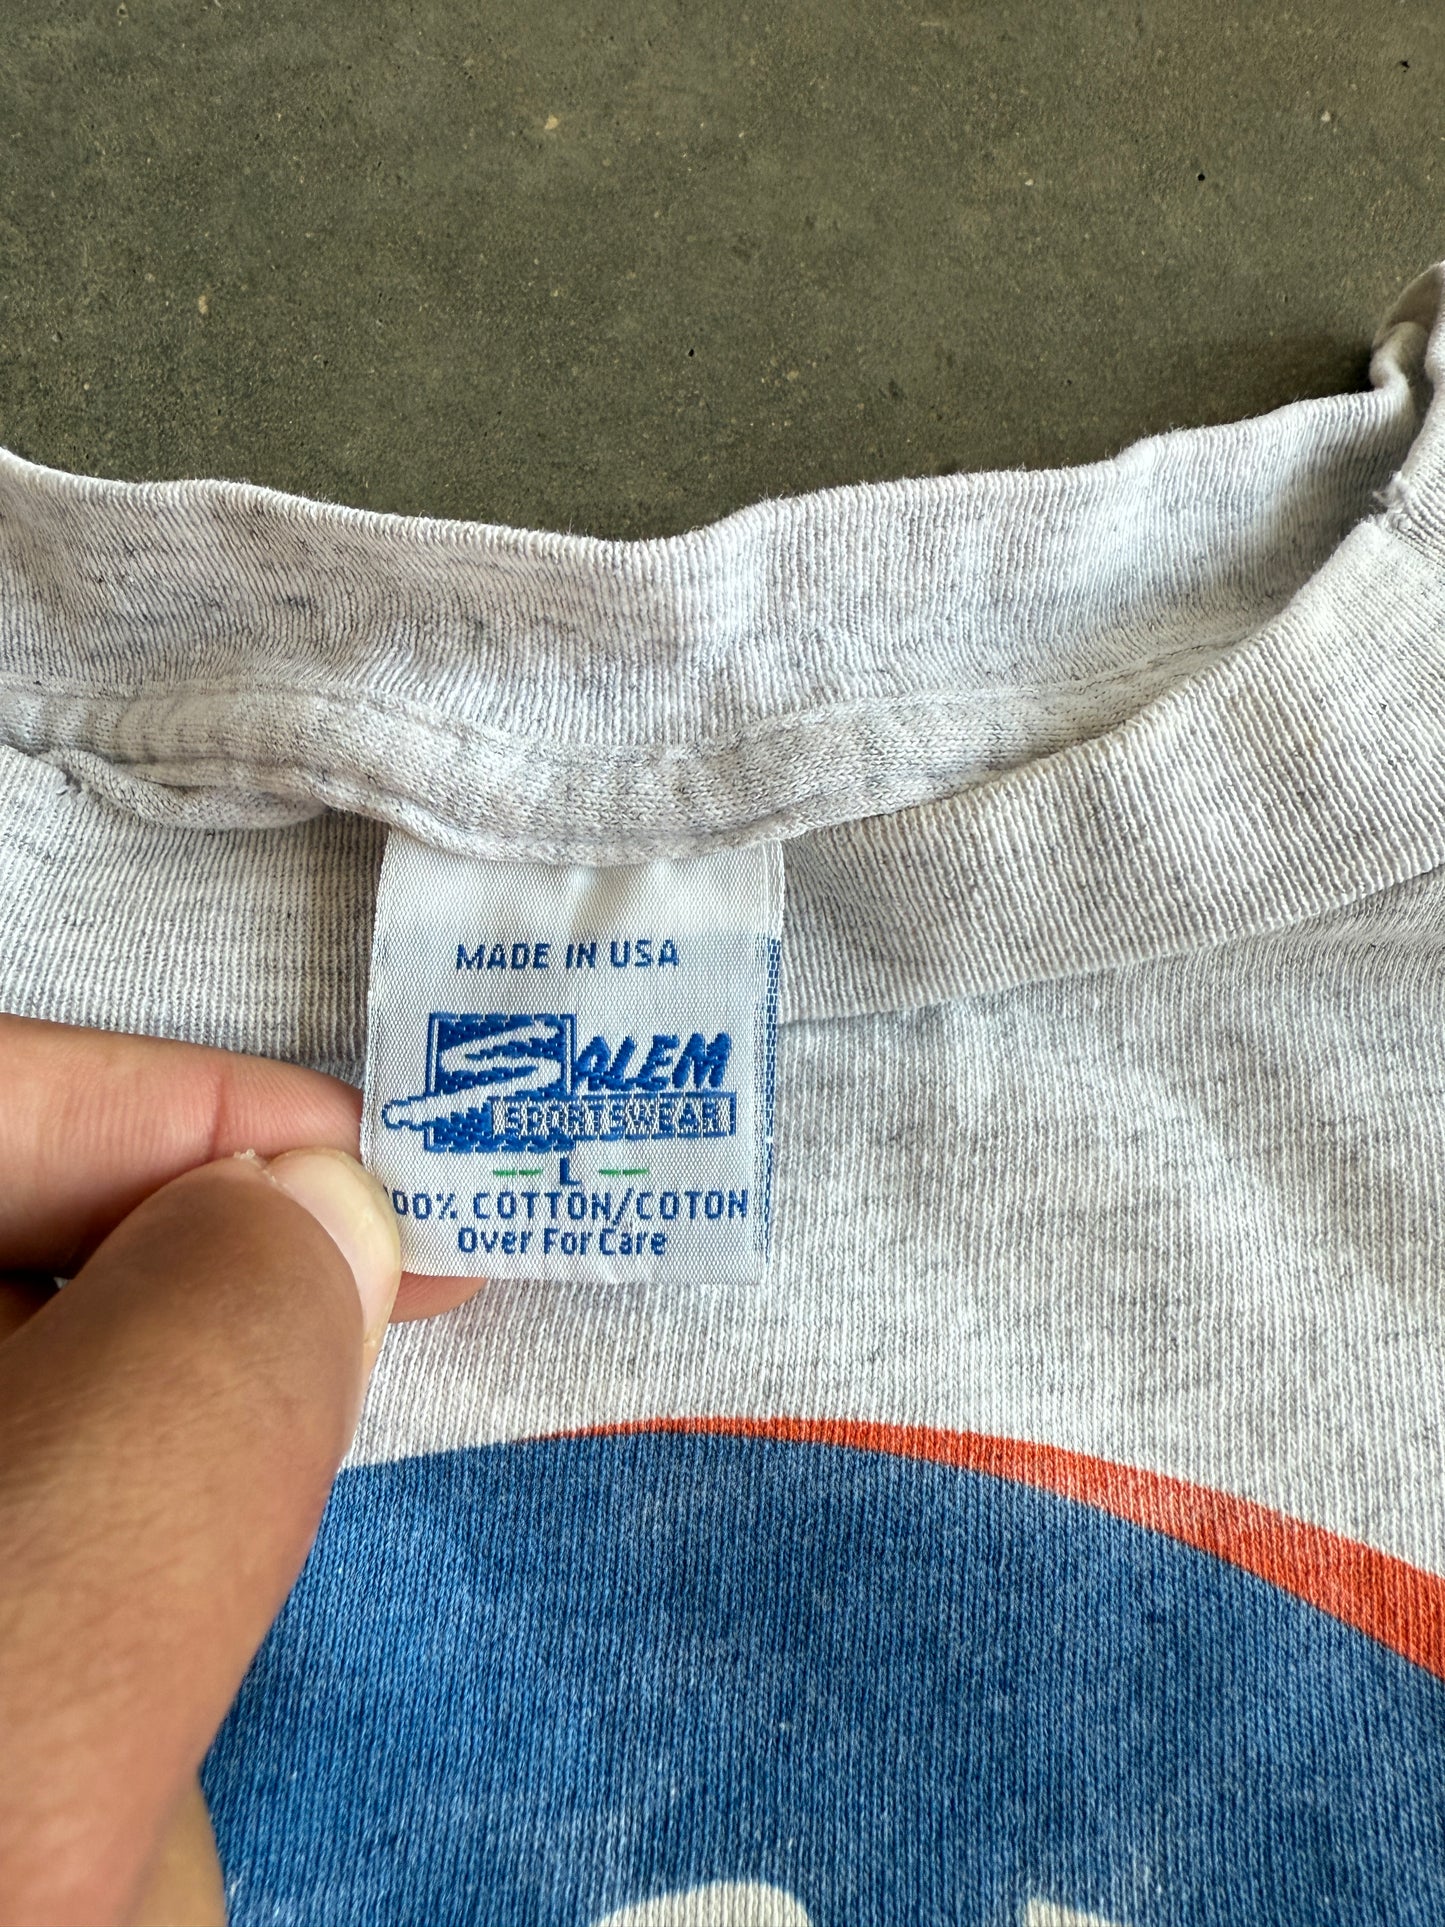 MADE IN USA
SALEM
SPORTSWEAR
L
100% COTTON/COTON
Over For Care